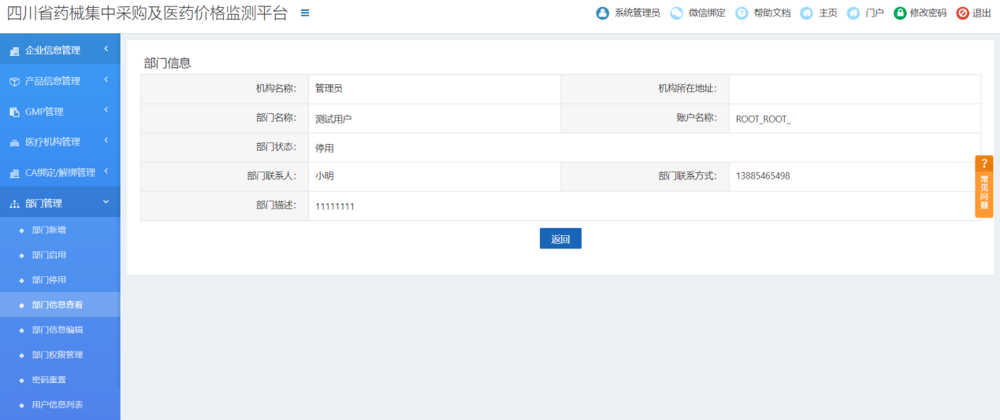 四川省药械集中采购及医药价格监测平台
系统管理员 微信绑定 帮助文档 主页 门户 修改密码 退出
企业信息管理
产品信息管理
GMP管理
医疗机构管理
CA绑定/解绑管理
部门管理
部门新增
部门启用
部门停用
部门信息查看
部门信息编辑
部门权限管理
密码重置
用户信息列表
部门信息
机构名称: 管理员 机构所在地址:
部门名称: 测试用户 账户名称: ROOT_ROOT_
部门状态: 停用
部门联系人: 小明 部门联系方式: 13885465498
部门描述: 11111111
返回
?
常见问题